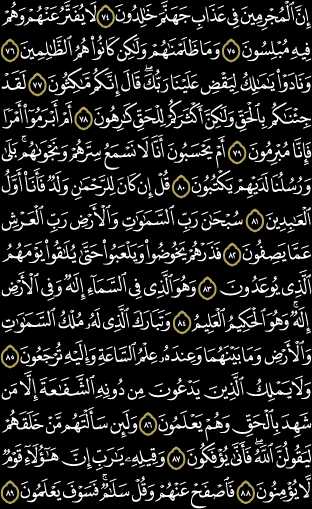 إِنَّ ٱلْمُجْرِمِينَ فِى عَذَابِ جَهَنَّمَ خَٰلِدُونَ ٧٤ لَا يُفَتَّرُ عَنْهُمْ وَهُمْ
فِيهِ مُبْلِسُونَ ٧٥ وَمَا ظَلَمْنَٰهُمْ وَلَٰكِن كَانُوا۟ هُمُ ٱلظَّٰلِمِينَ ٧٦
وَنَادَوْا۟ يَٰمَٰلِكُ لِيَقْضِ عَلَيْنَا رَبُّكَ ۖ قَالَ إِنَّكُم مَّٰكِثُونَ ٧٧ لَقَدْ
جِئْنَٰكُم بِٱلْحَقِّ وَلَٰكِنَّ أَكْثَرَكُمْ لِلْحَقِّ كَٰرِهُونَ ٧٨ أَمْ أَبْرَمُوٓا۟ أَمْرًا
فَإِنَّا مُبْرِمُونَ ٧٩ أَمْ يَحْسَبُونَ أَنَّا لَا نَسْمَعُ سِرَّهُمْ وَنَجْوَىٰهُم ۚ بَلَىٰ
وَرُسُلُنَا لَدَيْهِمْ يَكْتُبُونَ ٨٠ قُلْ إِن كَانَ لِلرَّحْمَٰنِ وَلَدٌ فَأَنَا۠ أَوَّلُ
ٱلْعَٰبِدِينَ ٨١ سُبْحَٰنَ رَبِّ ٱلسَّمَٰوَٰتِ وَٱلْأَرْضِ رَبِّ ٱلْعَرْشِ
عَمَّا يَصِفُونَ ٨٢ فَذَرْهُمْ يَخُوضُوا۟ وَيَلْعَبُوا۟ حَتَّىٰ يُلَٰقُوا۟ يَوْمَهُمُ
ٱلَّذِى يُوعَدُونَ ٨٣ وَهُوَ ٱلَّذِى فِى ٱلسَّمَآءِ إِلَٰهٌ وَفِى ٱلْأَرْضِ
إِلَٰهٌ ۚ وَهُوَ ٱلْحَكِيمُ ٱلْعَلِيمُ ٨٤ وَتَبَارَكَ ٱلَّذِى لَهُۥ مُلْكُ ٱلسَّمَٰوَٰتِ
وَٱلْأَرْضِ وَمَا بَيْنَهُمَا وَعِندَهُۥ عِلْمُ ٱلسَّاعَةِ وَإِلَيْهِ تُرْجَعُونَ ٨٥
وَلَا يَمْلِكُ ٱلَّذِينَ يَدْعُونَ مِن دُونِهِ ٱلشَّفَٰعَةَ إِلَّا مَن
شَهِدَ بِٱلْحَقِّ وَهُمْ يَعْلَمُونَ ٨٦ وَلَئِن سَأَلْتَهُم مَّنْ خَلَقَهُمْ
لَيَقُولُنَّ ٱللَّهُ ۖ فَأَنَّىٰ يُؤْفَكُونَ ٨٧ وَقِيلِهِۦ يَٰرَبِّ إِنَّ هَٰٓؤُلَآءِ قَوْمٌ
لَّا يُؤْمِنُونَ ٨٨ فَٱصْفَحْ عَنْهُمْ وَقُلْ سَلَٰمٌ ۚ فَسَوْفَ يَعْلَمُونَ ٨٩